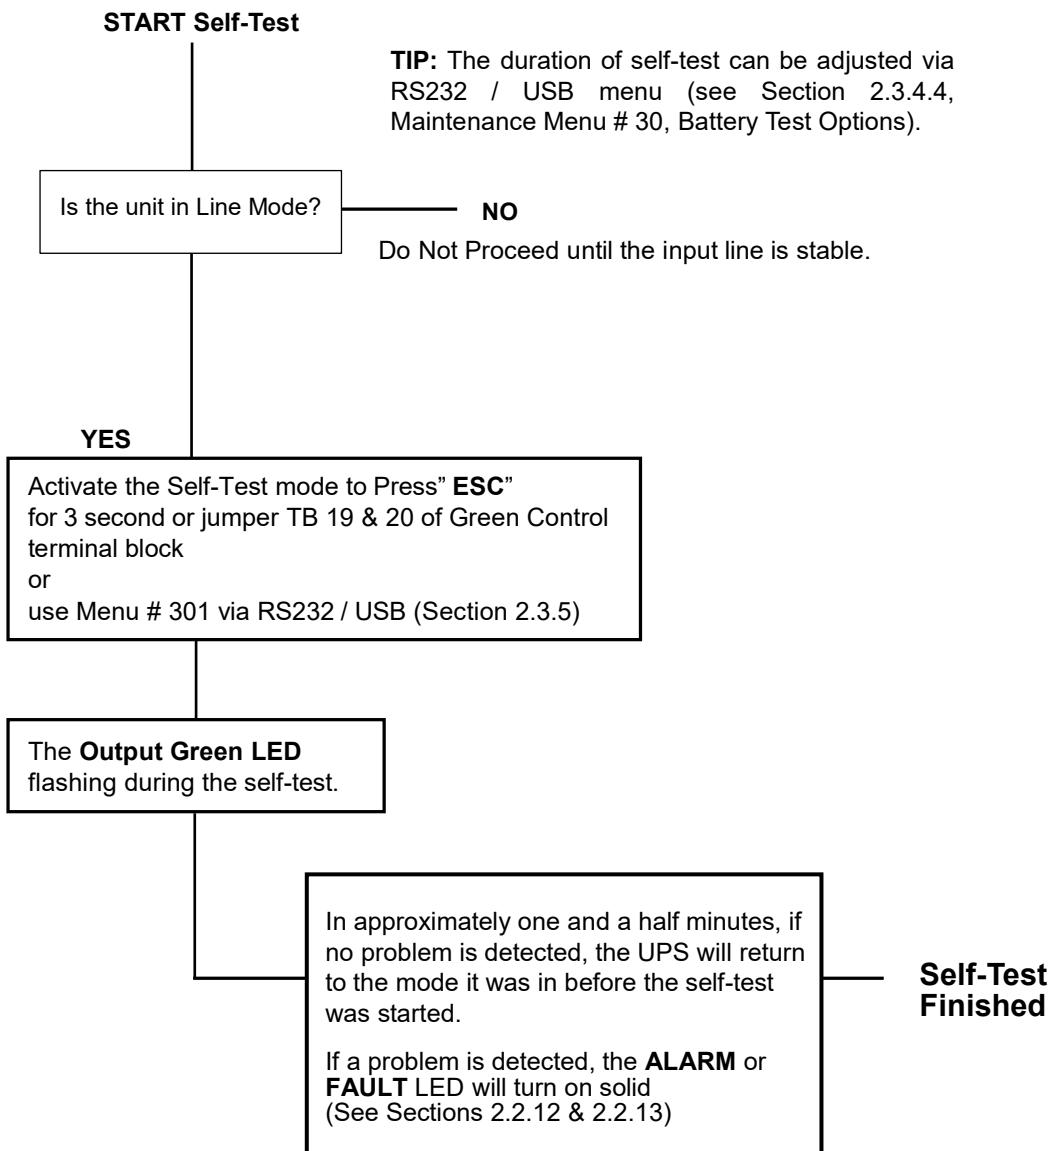 START Self-Test
TIP: The duration of self-test can be adjusted via
RS232 / USB menu (see Section 2.3.4.4,
Maintenance Menu # 30, Battery Test Options).
Is the unit in Line Mode?
NO
Do Not Proceed until the input line is stable.
YES
Activate the Self-Test mode to Press” ESC”
for 3 second or jumper TB 19 & 20 of Green Control
terminal block
or
use Menu # 301 via RS232 / USB (Section 2.3.5)
The Output Green LED
flashing during the self-test.
In approximately one and a half minutes, if
no problem is detected, the UPS will return
to the mode it was in before the self-test
was started.
If a problem is detected, the ALARM or
FAULT LED will turn on solid
(See Sections 2.2.12 & 2.2.13)
Self-Test
Finished